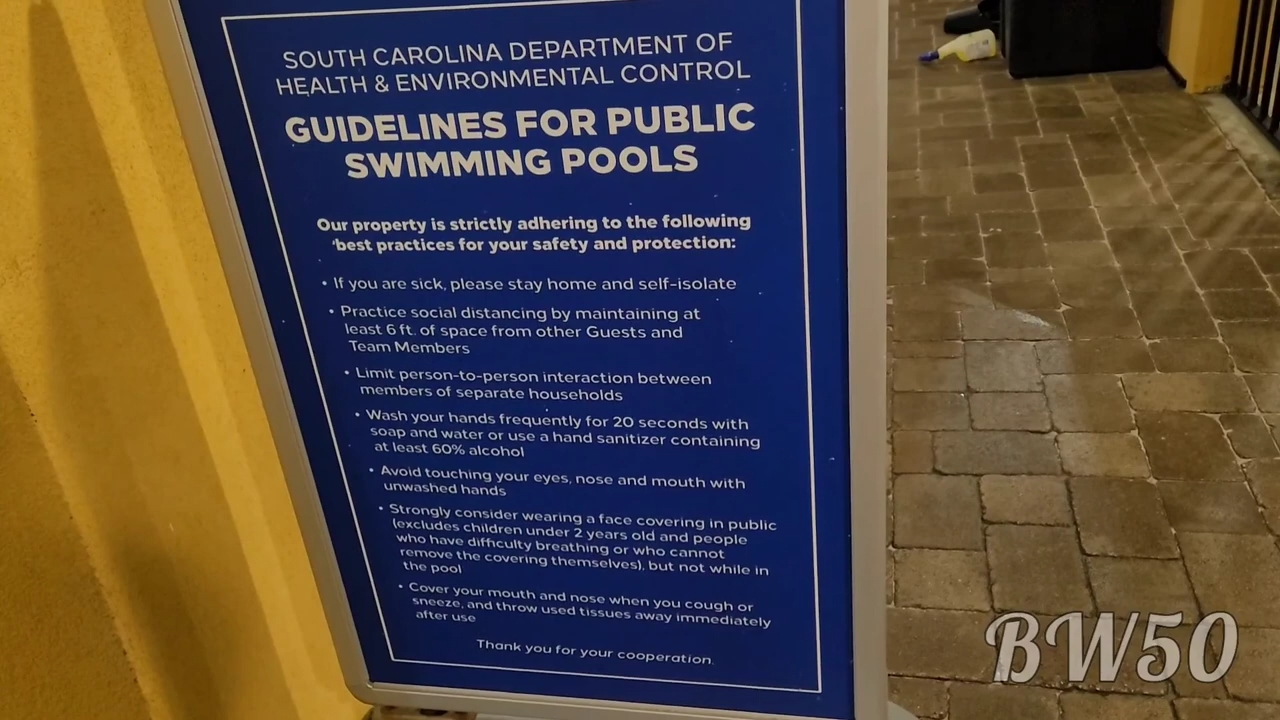 SOUTH CAROLINA DEPARTMENT OF
HEALTH & ENVIRONMENTAL CONTROL
GUIDELINES FOR PUBLIC
SWIMMING POOLS
Our property is strictly adhering to the following
best practices for your safety and protection:
• If you are sick, please stay home and self-isolate
• Practice social distancing by maintaining at
least 6 ft. of space from other Guests and
Team Members
• Limit person-to-person interaction between
members of separate households
• Wash your hands frequently for 20 seconds with
soap and water or use a hand sanitizer containing
at least 60% alcohol
• Avoid touching your eyes, nose and mouth with
unwashed hands
• Strongly consider wearing a face covering in public
(excludes children under 2 years old and people
who have difficulty breathing or who cannot
remove the covering themselves), but not while in
the pool
• Cover your mouth and nose when you cough or
sneeze, and throw used tissues away immediately
after use
Thank you for your cooperation.
BW50